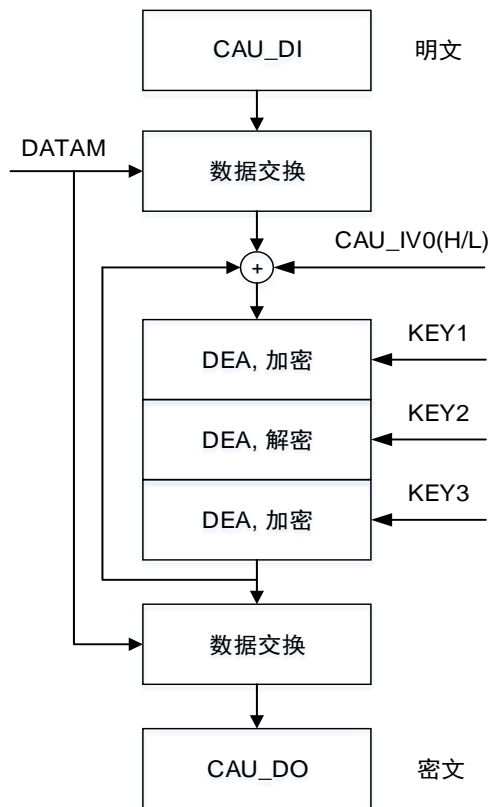 CAU_DI
明文
DATAM
数据交换
CAU_IV0(H/L)
+
DEA, 加密
KEY1
DEA, 解密
KEY2
DEA, 加密
KEY3
数据交换
CAU_DO
密文